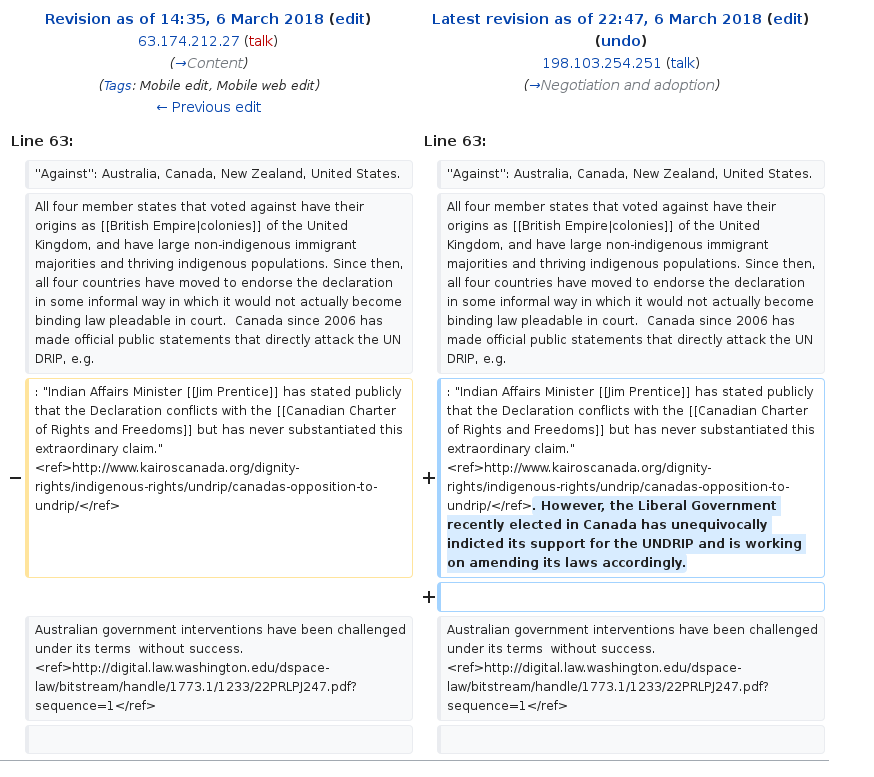 Revision as of 14:35, 6 March 2018 (edit)
63.174.212.27 (talk)
(→Content)
(Tags: Mobile edit, Mobile web edit)
← Previous edit
Latest revision as of 22:47, 6 March 2018 (edit)
(undo)
198.103.254.251 (talk)
(→Negotiation and adoption)
Line 63:
Line 63:
"Against": Australia, Canada, New Zealand, United States.
"Against": Australia, Canada, New Zealand, United States.
All four member states that voted against have their
origins as [[British Empire|colonies]] of the United
Kingdom, and have large non-indigenous immigrant
majorities and thriving indigenous populations. Since then,
all four countries have moved to endorse the declaration
in some informal way in which it would not actually become
binding law pleadable in court.  Canada since 2006 has
made official public statements that directly attack the UN
DRIP, e.g.
All four member states that voted against have their
origins as [[British Empire|colonies]] of the United
Kingdom, and have large non-indigenous immigrant
majorities and thriving indigenous populations. Since then,
all four countries have moved to endorse the declaration
in some informal way in which it would not actually become
binding law pleadable in court.  Canada since 2006 has
made official public statements that directly attack the UN
DRIP, e.g.
−
: "Indian Affairs Minister [[Jim Prentice]] has stated publicly
that the Declaration conflicts with the [[Canadian Charter
of Rights and Freedoms]] but has never substantiated this
extraordinary claim."
<ref>http://www.kairoscanada.org/dignity-
rights/indigenous-rights/undrip/canadas-opposition-to-
undrip/</ref>
+
: "Indian Affairs Minister [[Jim Prentice]] has stated publicly
that the Declaration conflicts with the [[Canadian Charter
of Rights and Freedoms]] but has never substantiated this
extraordinary claim."
<ref>http://www.kairoscanada.org/dignity-
rights/indigenous-rights/undrip/canadas-opposition-to-
undrip/</ref>. However, the Liberal Government
recently elected in Canada has unequivocally
indicted its support for the UNDRIP and is working
on amending its laws accordingly.
+
Australian government interventions have been challenged
under its terms  without success.
<ref>http://digital.law.washington.edu/dspace-
law/bitstream/handle/1773.1/1233/22PRLPJ247.pdf?
sequence=1</ref>
Australian government interventions have been challenged
under its terms  without success.
<ref>http://digital.law.washington.edu/dspace-
law/bitstream/handle/1773.1/1233/22PRLPJ247.pdf?
sequence=1</ref>